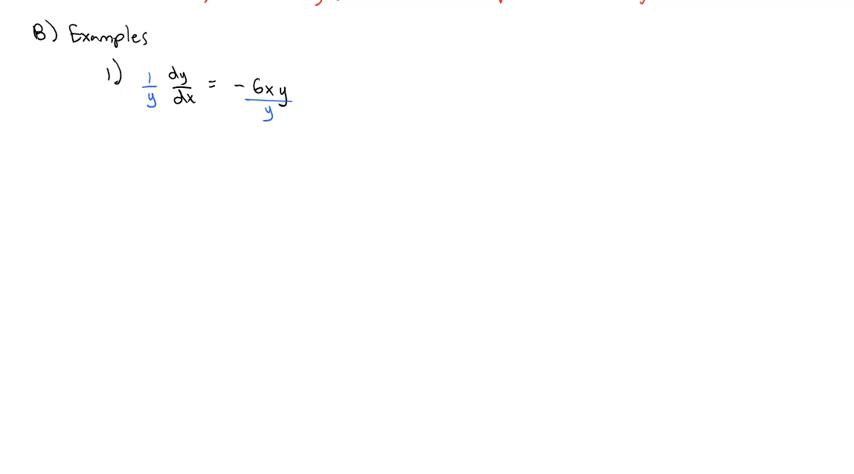 B) Examples
1) 1/y dy/dx = -6xy/y